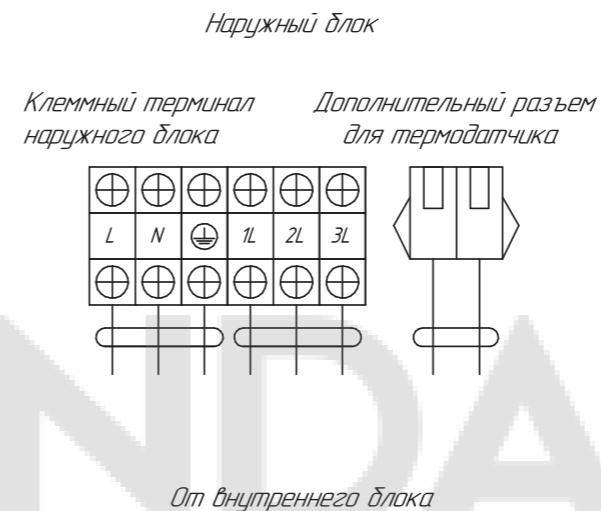 Наружный блок
Клеммный терминал
наружного блока
Дополнительный разъем
для термодатчика
L N 1L 2L 3L
От внутреннего блока
NDA